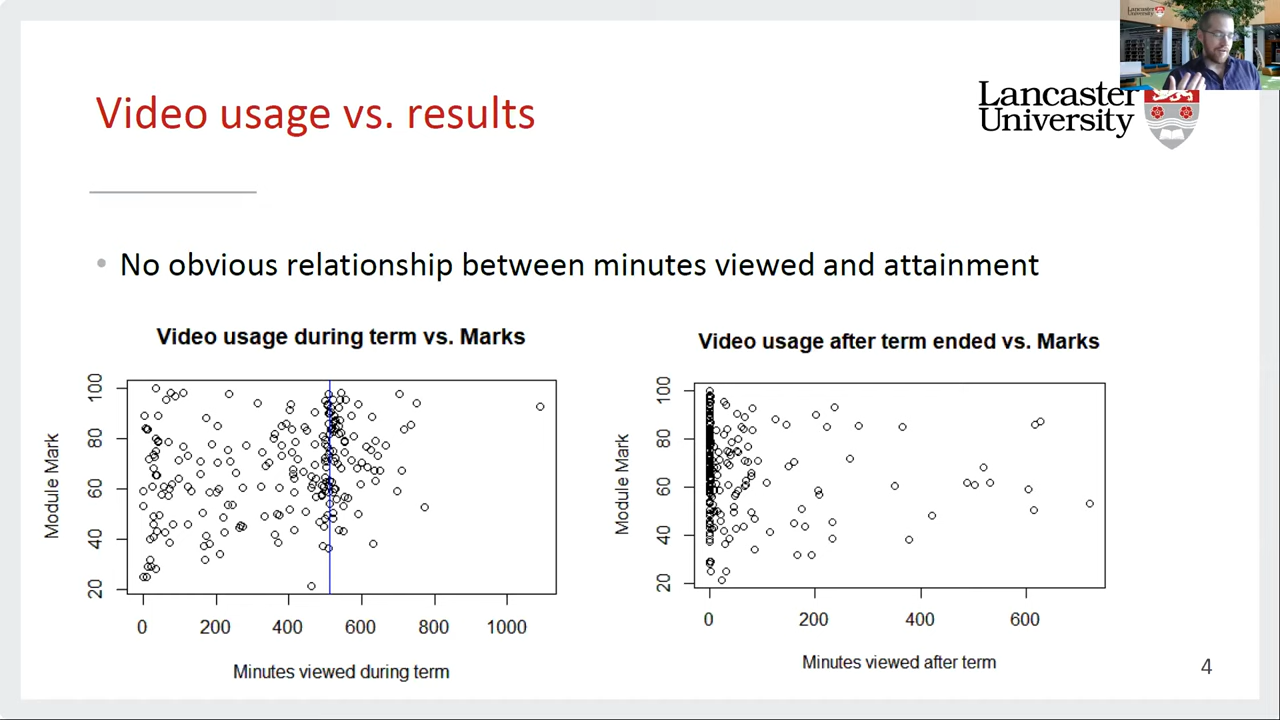 Lancaster
University
Video usage vs. results
Lancaster
University
• No obvious relationship between minutes viewed and attainment
Video usage during term vs. Marks
100
80
60
40
20
Module Mark
0 200 400 600 800 1000
Minutes viewed during term
Video usage after term ended vs. Marks
100
80
60
40
20
Module Mark
0 200 400 600
Minutes viewed after term
4